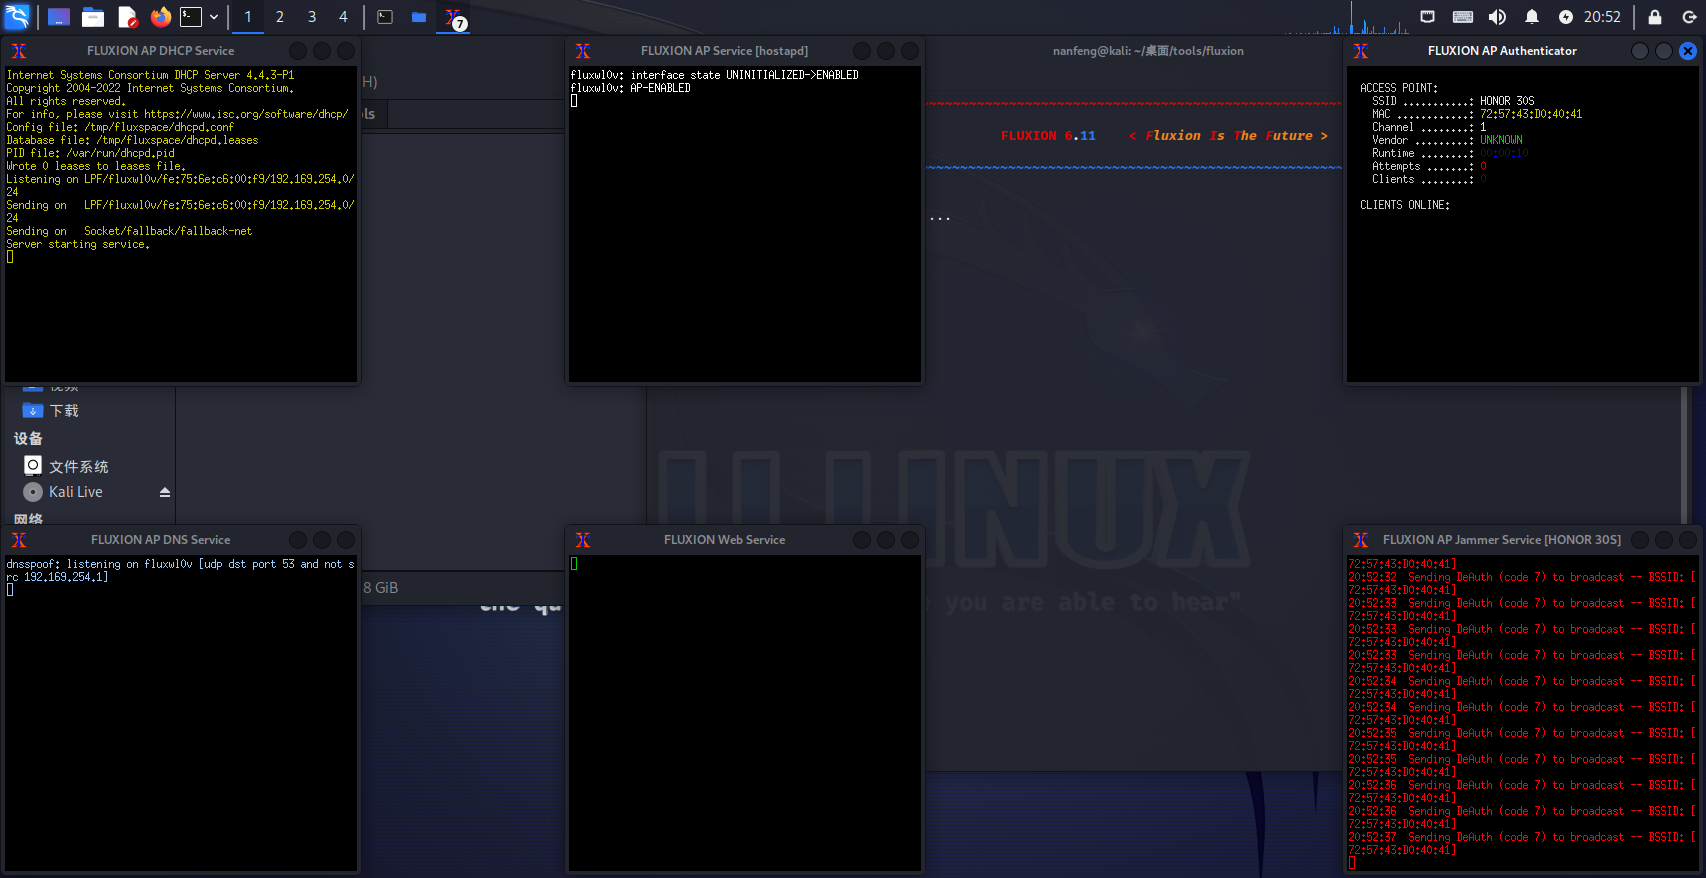 1 2 3 4
7
20:52
FLUXION AP DHCP Service
Internet Systems Consortium DHCP Server 4.4.3-P1
Copyright 2004-2022 Internet Systems Consortium.
All rights reserved.
For info, please visit https://www.isc.org/software/dhcp/
Config file: /tmp/fluxspace/dhcpd.conf
Database file: /tmp/fluxspace/dhcpd.leases
PID file: /var/run/dhcpd.pid
Wrote 0 leases to leases file.
Listening on LPF/fluxwl0v/fe:75:6e:c6:00:f9/192.169.254.0/
24
Sending on   LPF/fluxwl0v/fe:75:6e:c6:00:f9/192.169.254.0/
24
Sending on   Socket/fallback/fallback-net
Server starting service.
H)
ls
FLUXION AP Service [hostapd]
fluxwl0v: interface state UNINITIALIZED->ENABLED
fluxwl0v: AP-ENABLED
nanfeng@kali: ~/桌面/tools/fluxion
FLUXION 6.11    < Fluxion Is The Future >
...
FLUXION AP Authenticator
ACCESS POINT:
SSID ...........: HONOR 30S
MAC ............: 72:57:43:D0:40:41
Channel ........: 1
Vendor .........: UNKNOWN
Runtime ........: 00:00:10
Attempts .......: 0
Clients ........: 0
CLIENTS ONLINE:
视频
下载
设备
文件系统
Kali Live
网络
8 GiB
LINUX
the qu
you are able to hear"
FLUXION AP DNS Service
dnsspoof: listening on fluxwl0v [udp dst port 53 and not s
rc 192.169.254.1]
FLUXION Web Service
FLUXION AP Jammer Service [HONOR 30S]
72:57:43:D0:40:41]
20:52:32  Sending DeAuth (code 7) to broadcast -- BSSID: [
72:57:43:D0:40:41]
20:52:33  Sending DeAuth (code 7) to broadcast -- BSSID: [
72:57:43:D0:40:41]
20:52:33  Sending DeAuth (code 7) to broadcast -- BSSID: [
72:57:43:D0:40:41]
20:52:33  Sending DeAuth (code 7) to broadcast -- BSSID: [
72:57:43:D0:40:41]
20:52:34  Sending DeAuth (code 7) to broadcast -- BSSID: [
72:57:43:D0:40:41]
20:52:34  Sending DeAuth (code 7) to broadcast -- BSSID: [
72:57:43:D0:40:41]
20:52:35  Sending DeAuth (code 7) to broadcast -- BSSID: [
72:57:43:D0:40:41]
20:52:35  Sending DeAuth (code 7) to broadcast -- BSSID: [
72:57:43:D0:40:41]
20:52:36  Sending DeAuth (code 7) to broadcast -- BSSID: [
72:57:43:D0:40:41]
20:52:36  Sending DeAuth (code 7) to broadcast -- BSSID: [
72:57:43:D0:40:41]
20:52:37  Sending DeAuth (code 7) to broadcast -- BSSID: [
72:57:43:D0:40:41]